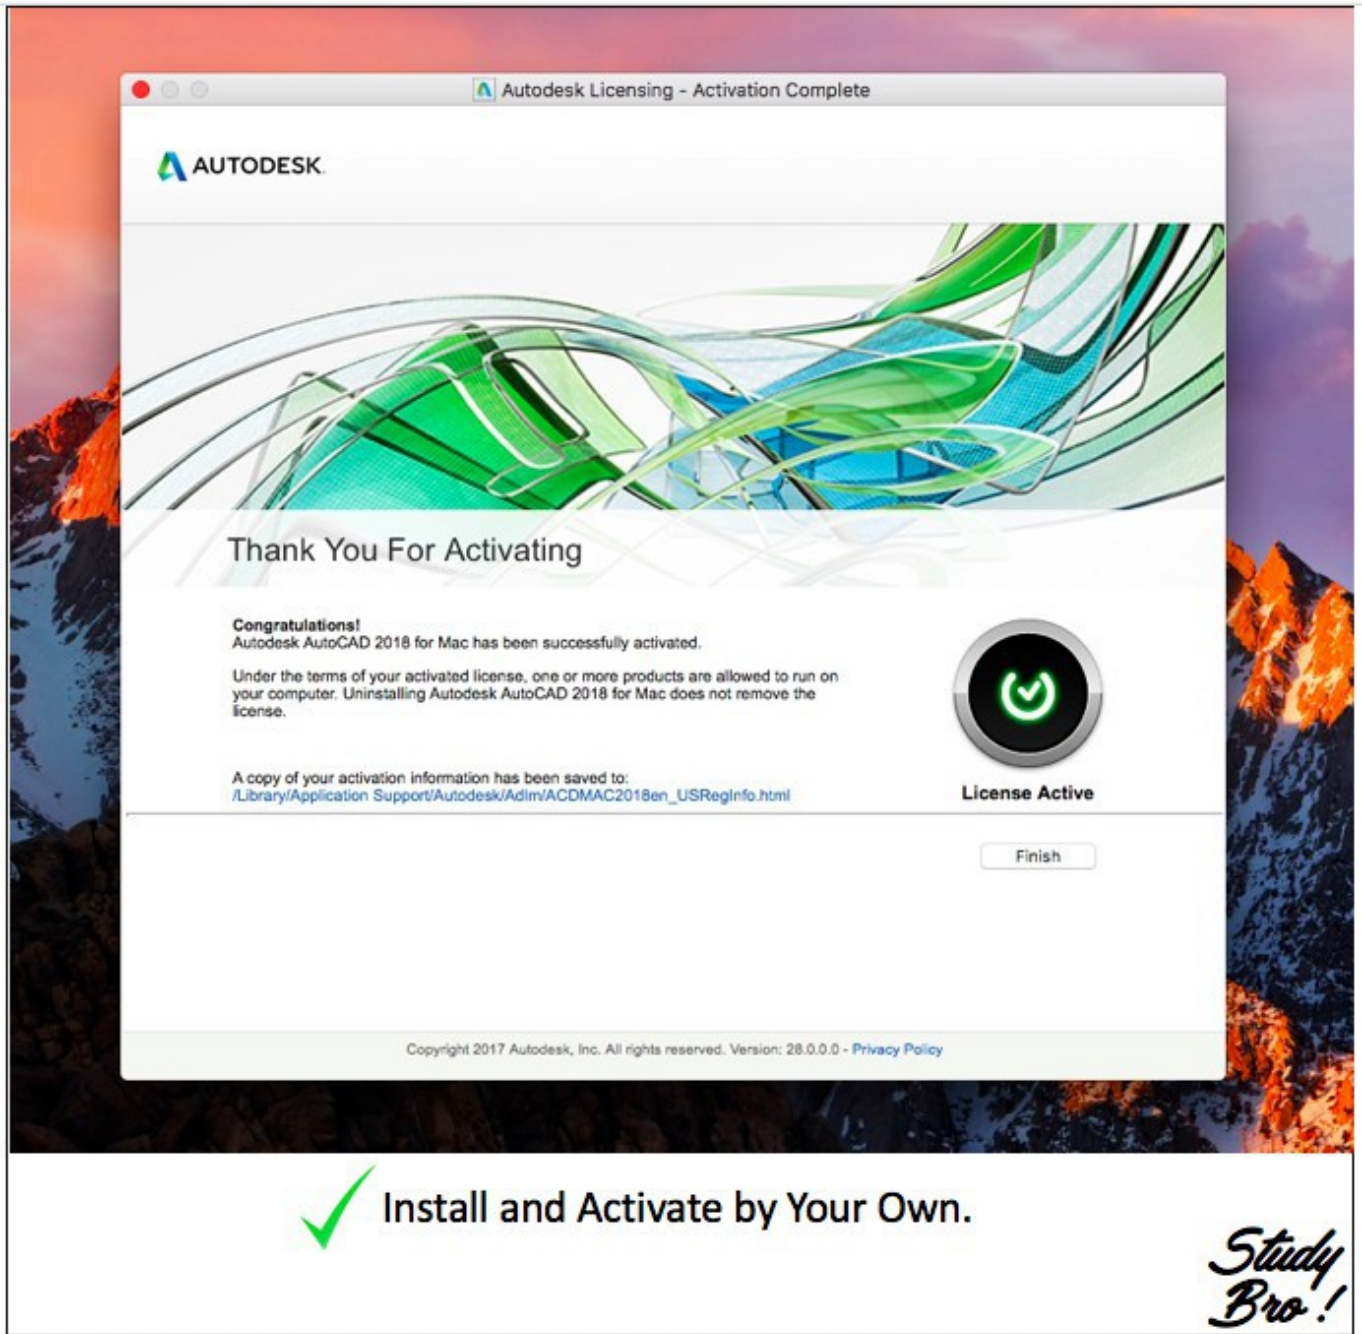 Autodesk Licensing - Activation Complete
AUTODESK.
Thank You For Activating
Congratulations!
Autodesk AutoCAD 2018 for Mac has been successfully activated.
Under the terms of your activated license, one or more products are allowed to run on
your computer. Uninstalling Autodesk AutoCAD 2018 for Mac does not remove the
license.
A copy of your activation information has been saved to:
/Library/Application Support/Autodesk/Adlm/ACDMAC2018en_USRegInfo.html
License Active
Finish
Copyright 2017 Autodesk, Inc. All rights reserved. Version: 28.0.0.0 - Privacy Policy
Install and Activate by Your Own.
Study
Bro!